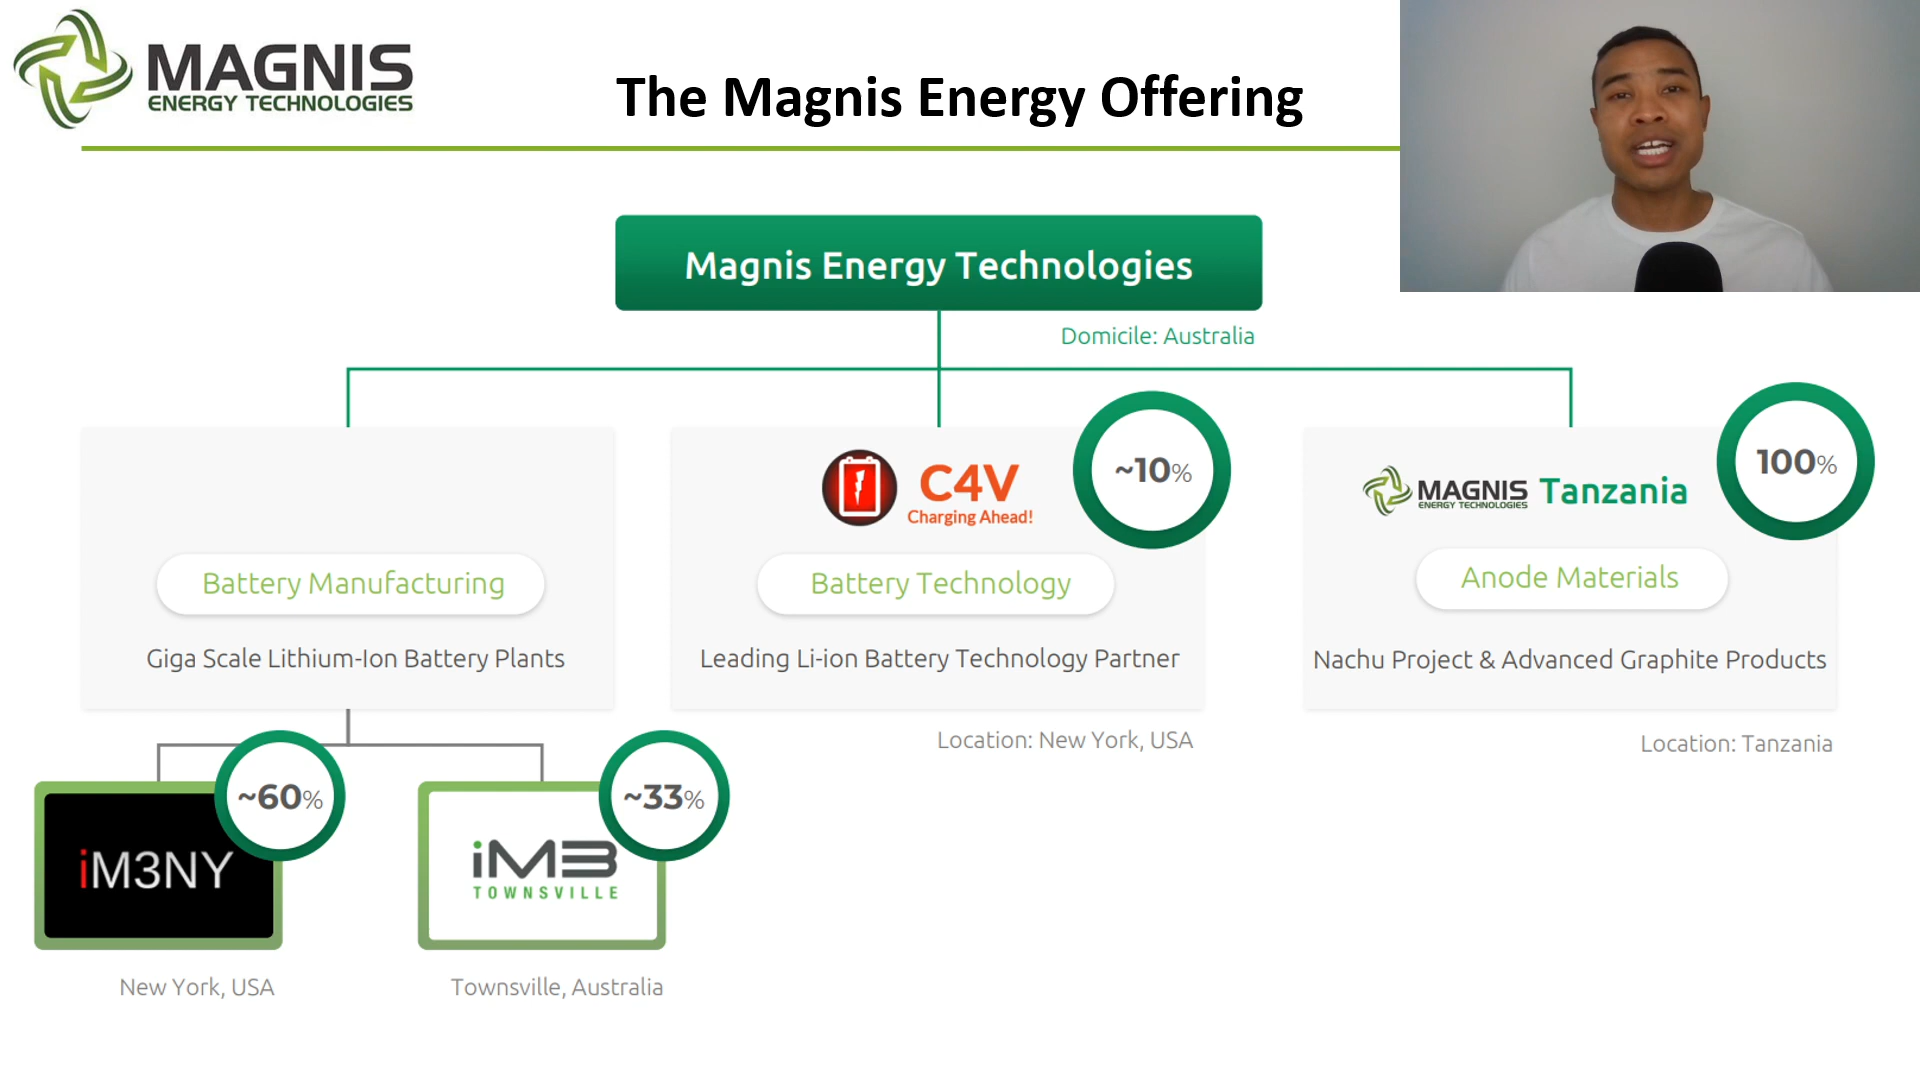 MAGNIS
ENERGY TECHNOLOGIES
The Magnis Energy Offering
Magnis Energy Technologies
Domicile: Australia
Battery Manufacturing
Giga Scale Lithium-Ion Battery Plants
C4V
Charging Ahead!
~10%
Battery Technology
Leading Li-ion Battery Technology Partner
Location: New York, USA
MAGNIS
ENERGY TECHNOLOGIES
Tanzania
100%
Anode Materials
Nachu Project & Advanced Graphite Products
Location: Tanzania
~60%
iM3NY
New York, USA
~33%
iM3
TOWNSVILLE
Townsville, Australia